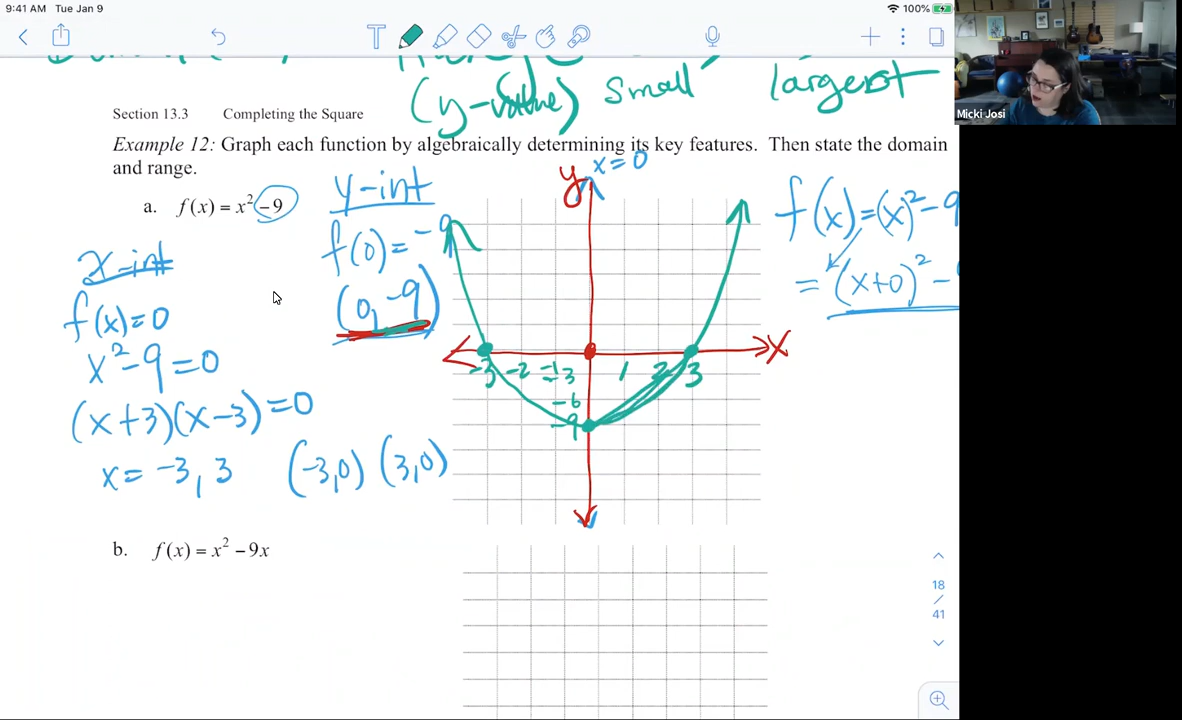 9:41 AM Tue Jan 9
100%
Micki Josi
(y-value) small largest
Section 13.3 Completing the Square
Example 12: Graph each function by algebraically determining its key features. Then state the domain
and range.
a. f(x) = x² - 9
x-int
f(x)=0
x²-9=0
(x+3)(x-3)=0
x= -3, 3 (-3,0) (3,0)
y-int
f(0)= -9
(0, -9)
y x=0
x
-3 -2 -1 1 2 3
-3
-6
-9
f(x)=(x)²-9
= (x+0)² -
b. f(x) = x² - 9x
18
/
41